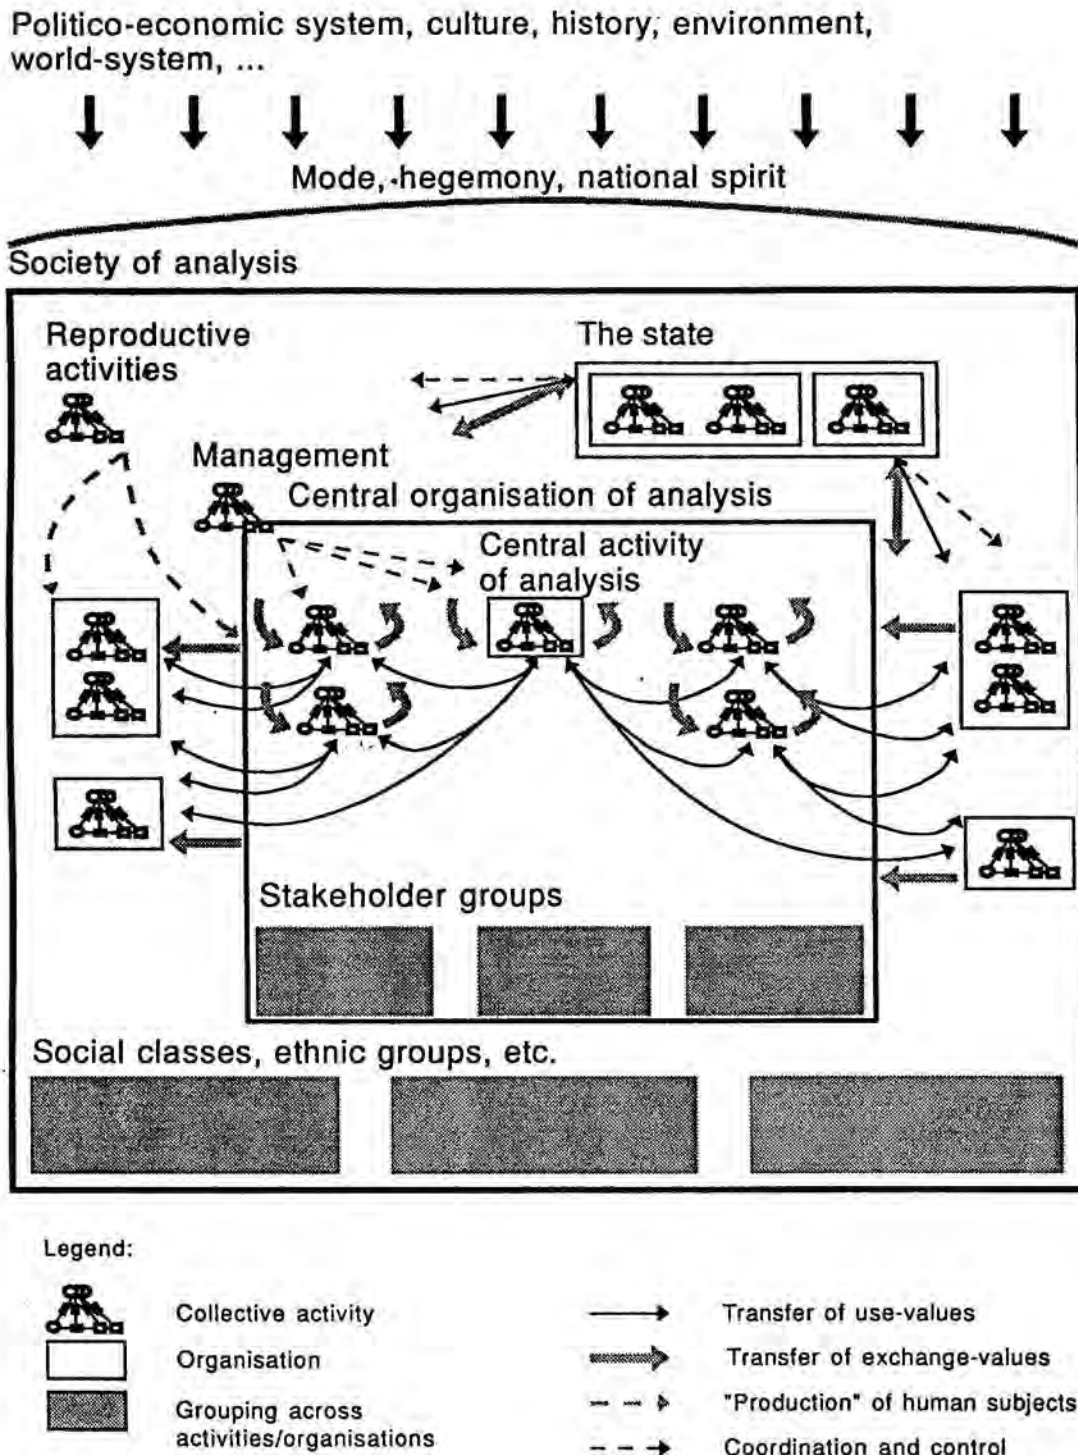 Politico-economic system, culture, history, environment,
world-system, ...
Mode, hegemony, national spirit
Society of analysis
Reproductive
activities
The state
Management
Central organisation of analysis
Central activity
of analysis
Stakeholder groups
Social classes, ethnic groups, etc.
Legend:
Collective activity
Organisation
Grouping across
activities/organisations
Transfer of use-values
Transfer of exchange-values
"Production" of human subjects
Coordination and control